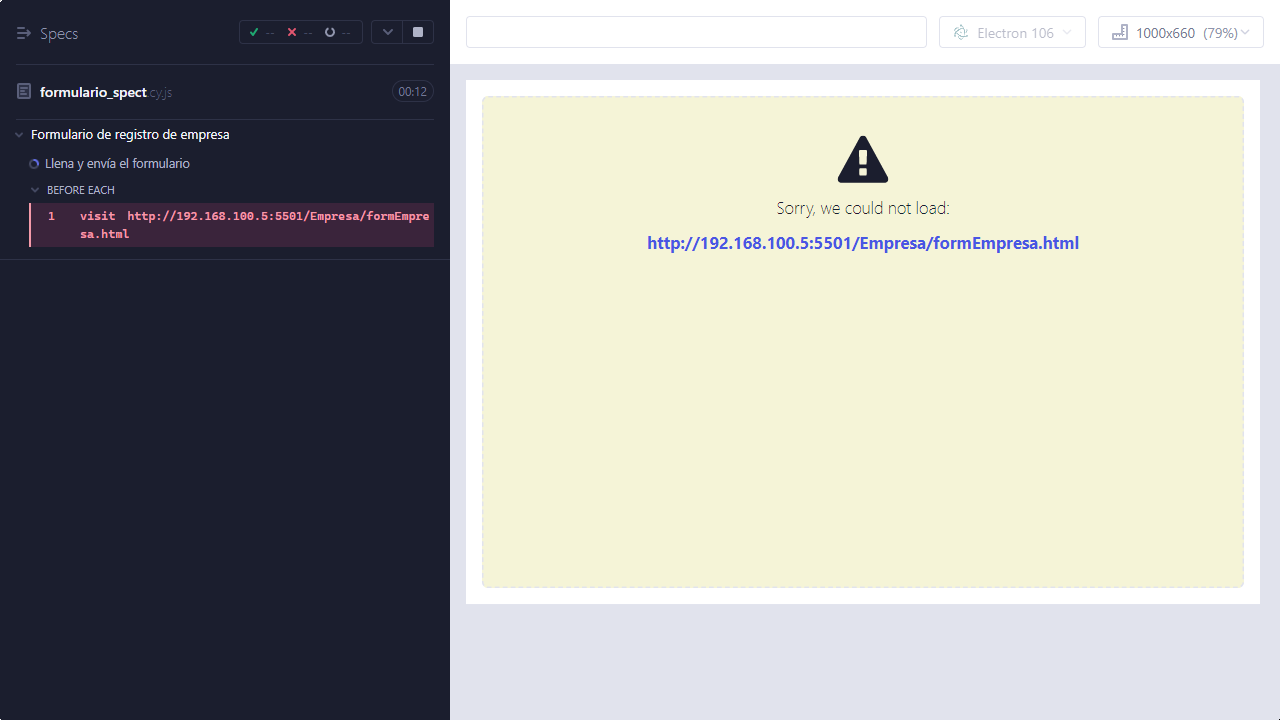 Specs
-- -- --
formulario_spect.cy.js
00:12
Formulario de registro de empresa
Llena y envía el formulario
BEFORE EACH
1 visit http://192.168.100.5:5501/Empresa/formEmpre
sa.html
Electron 106
1000x660 (79%)
Sorry, we could not load:
http://192.168.100.5:5501/Empresa/formEmpresa.html